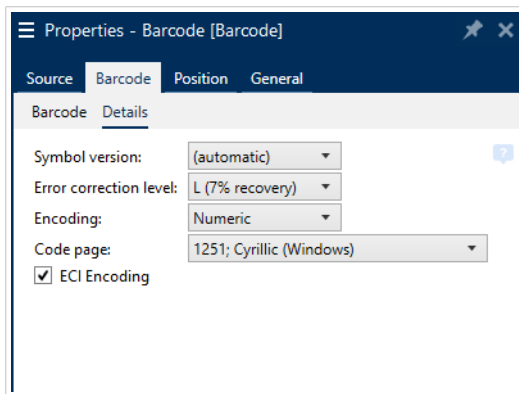 Properties - Barcode [Barcode]
Source Barcode Position General
Barcode Details
Symbol version: (automatic)
Error correction level: L (7% recovery)
Encoding: Numeric
Code page: 1251; Cyrillic (Windows)
ECI Encoding
?